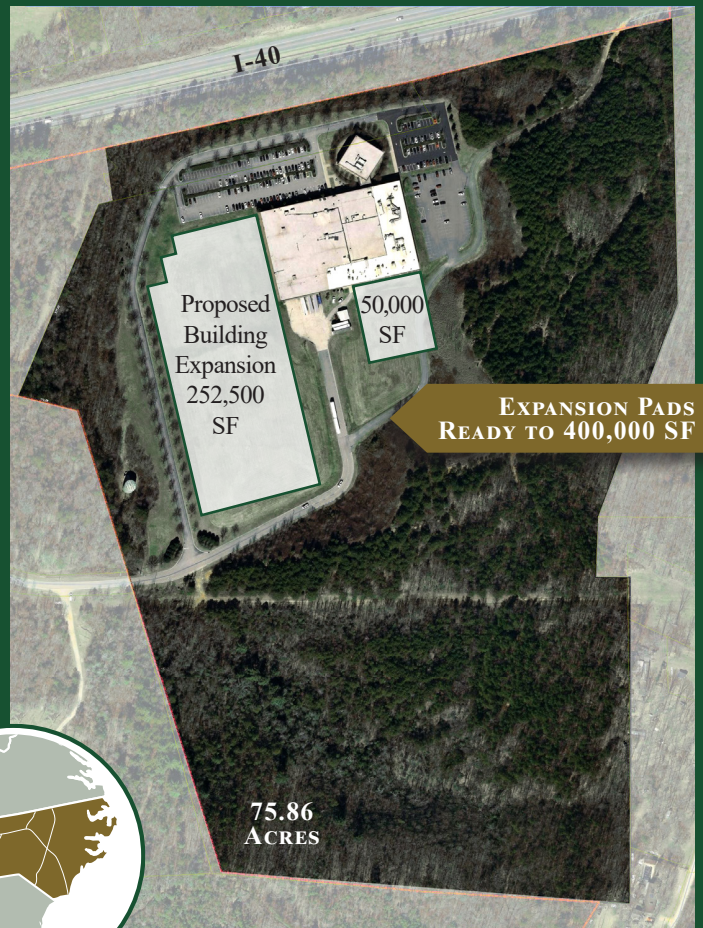 I-40
Proposed
Building
Expansion
252,500
SF
50,000
SF
Expansion Pads
Ready to 400,000 SF
75.86
Acres